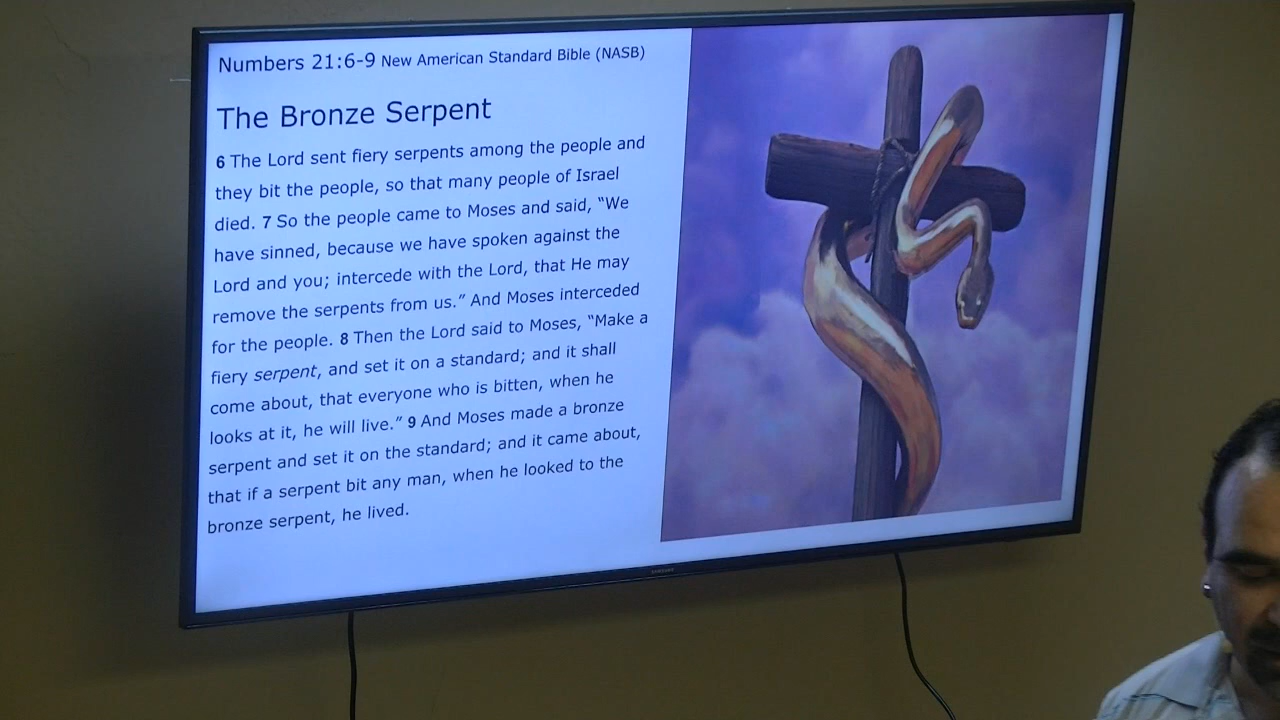 Numbers 21:6-9 New American Standard Bible (NASB)
The Bronze Serpent
6 The Lord sent fiery serpents among the people and
they bit the people, so that many people of Israel
died. 7 So the people came to Moses and said, “We
have sinned, because we have spoken against the
Lord and you; intercede with the Lord, that He may
remove the serpents from us.” And Moses interceded
for the people. 8 Then the Lord said to Moses, “Make a
fiery serpent, and set it on a standard; and it shall
come about, that everyone who is bitten, when he
looks at it, he will live.” 9 And Moses made a bronze
serpent and set it on the standard; and it came about,
that if a serpent bit any man, when he looked to the
bronze serpent, he lived.
SAMSUNG